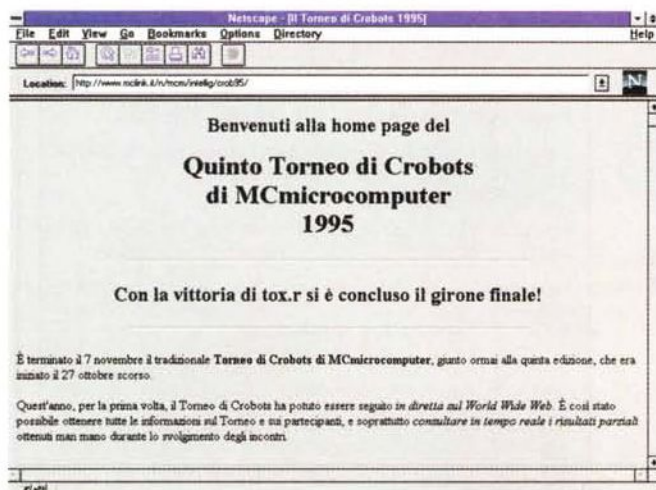 Netscape - [Il Torneo di Crobots 1995]
File Edit View Go Bookmarks Options Directory Help
Location: http://www.mclink.it/n/mcm/intellig/crob95/
N
Benvenuti alla home page del
Quinto Torneo di Crobots
di MCmicrocomputer
1995
Con la vittoria di tox.r si è concluso il girone finale!
È terminato il 7 novembre il tradizionale Torneo di Crobots di MCmicrocomputer, giunto ormai alla quinta edizione, che era
iniziato il 27 ottobre scorso.
Quest'anno, per la prima volta, il Torneo di Crobots ha potuto essere seguito in diretta sul World Wide Web. È così stato
possibile ottenere tutte le informazioni sul Torneo e sui partecipanti, e soprattutto consultare in tempo reale i risultati parziali
ottenuti man mano durante lo svolgimento degli incontri.